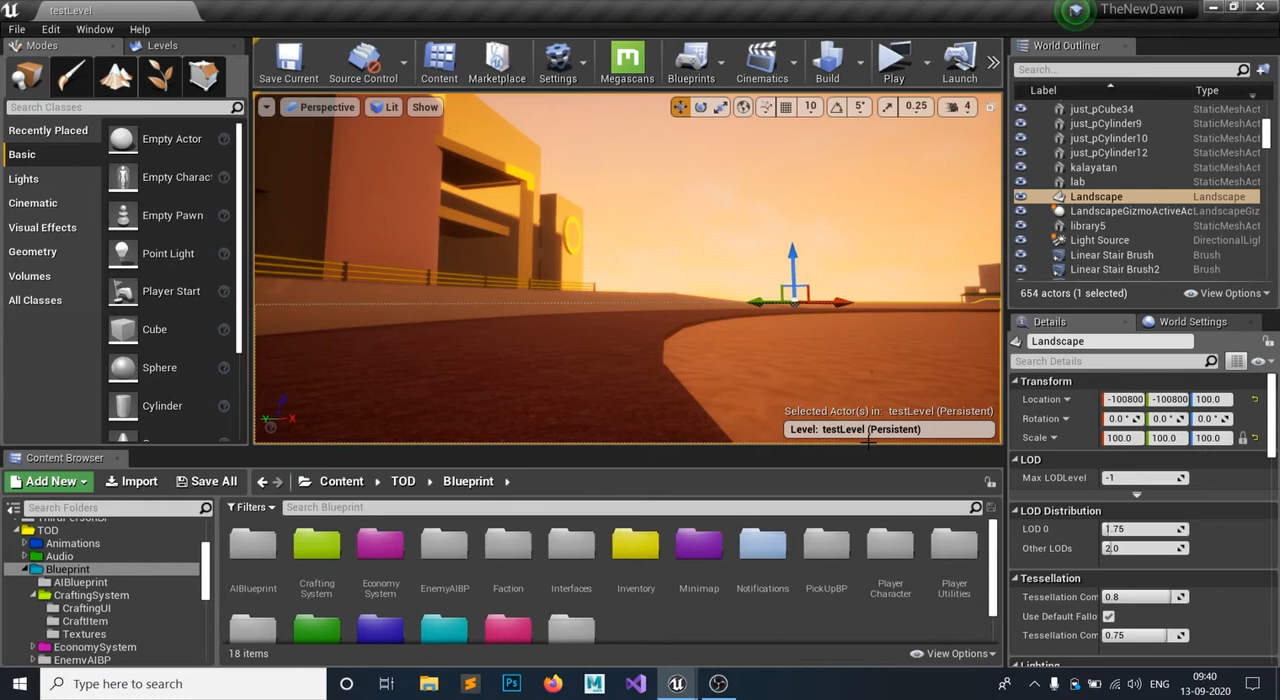 testLevel
TheNewDawn
File Edit Window Help
Modes
Levels
Search Classes
Recently Placed
Basic
Lights
Cinematic
Visual Effects
Geometry
Volumes
All Classes
Empty Actor
Empty Charac
Empty Pawn
Point Light
Player Start
Cube
Sphere
Cylinder
Save Current
Source Control
Content
Marketplace
Settings
Megascans
Blueprints
Cinematics
Build
Play
Launch
Perspective
Lit
Show
10
5°
0.25
4
Selected Actor(s) in: testLevel (Persistent)
Level: testLevel (Persistent)
World Outliner
Search...
Label Type
just_pCube34 StaticMeshAct
just_pCylinder9 StaticMeshAct
just_pCylinder10 StaticMeshAct
just_pCylinder12 StaticMeshAct
kalayatan StaticMeshAct
lab StaticMeshAct
Landscape Landscape
LandscapeGizmoActiveAc LandscapeGiz
library5 StaticMeshAct
Light Source DirectionalLigh
Linear Stair Brush Brush
Linear Stair Brush2 Brush
654 actors (1 selected)
View Options
Details
World Settings
Landscape
Search Details
Transform
Location -100800 -100800 100.0
Rotation 0.0 ° 0.0 ° 0.0 °
Scale 100.0 100.0 100.0
LOD
Max LODLevel -1
LOD Distribution
LOD 0 1.75
Other LODs 2.0
Tessellation
Tessellation Com 0.8
Use Default Fallo
Tessellation Com 0.75
Lighting
Content Browser
Add New
Import
Save All
Content TOD Blueprint
Search Folders
Filters
Search Blueprint
TOD
Animations
Audio
Blueprint
AIBlueprint
CraftingSystem
CraftingUI
CraftItem
Textures
EconomySystem
EnemyAIBP
AIBlueprint
Crafting
System
Economy
System
EnemyAIBP
Faction
Interfaces
Inventory
Minimap
Notifications
PickUpBP
Player
Character
Player
Utilities
18 items
View Options
Type here to search
ENG
09:40
13-09-2020